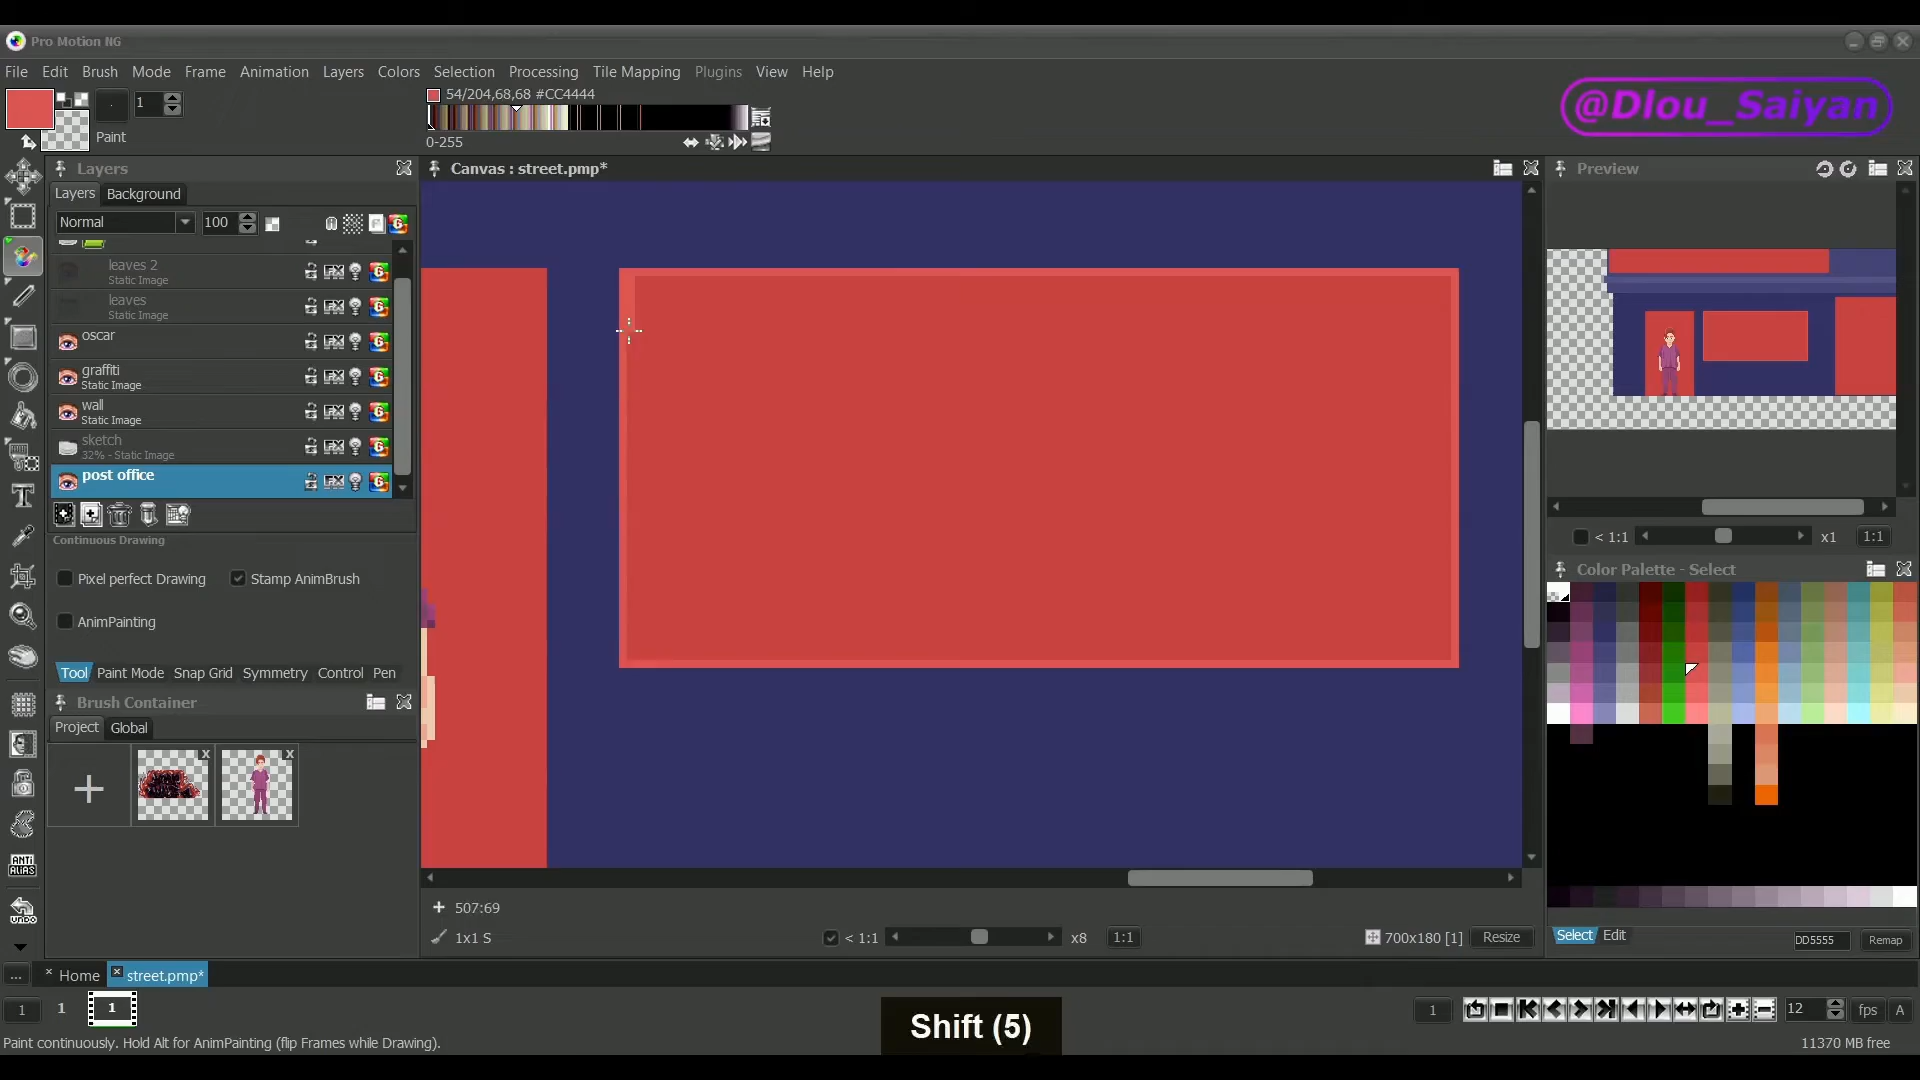 Pro Motion NG
File Edit Brush Mode Frame Animation Layers Colors Selection Processing Tile Mapping Plugins View Help
@Dlou_Saiyan
1
Paint
54/204,68,68 #CC4444
0-255
Layers
Layers Background
Normal 100
leaves 2
Static Image
leaves
Static Image
oscar
graffiti
Static Image
wall
Static Image
sketch
32% - Static Image
post office
Continuous Drawing
Pixel perfect Drawing Stamp AnimBrush
AnimPainting
Tool Paint Mode Snap Grid Symmetry Control Pen
Brush Container
Project Global
ANTI
ALIAS
UNDO
Canvas : street.pmp*
507:69
1x1 S
< 1:1 x8 1:1
700x180 [1] Resize
Preview
< 1:1 x1 1:1
Color Palette - Select
Select Edit DD5555 Remap
... Home street.pmp*
1 1 1
Shift (5)
1 12 fps A
Paint continuously. Hold Alt for AnimPainting (flip Frames while Drawing).
11370 MB free